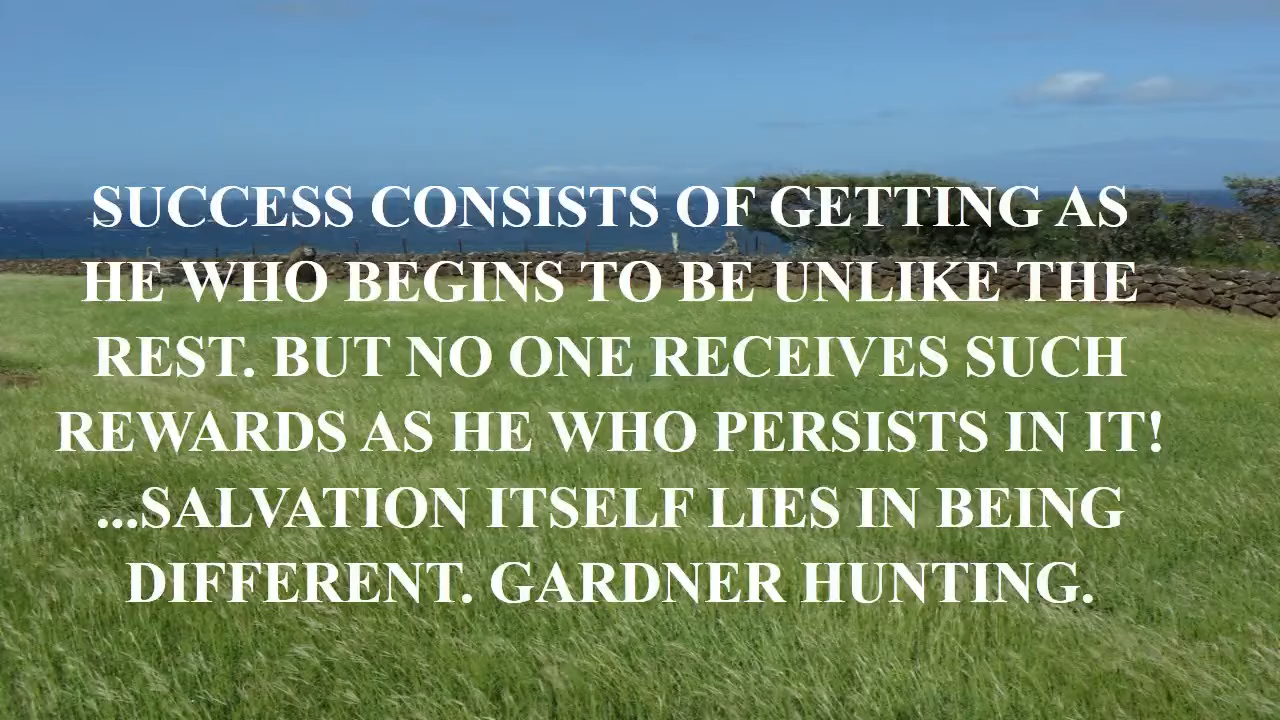 SUCCESS CONSISTS OF GETTING AS
HE WHO BEGINS TO BE UNLIKE THE
REST. BUT NO ONE RECEIVES SUCH
REWARDS AS HE WHO PERSISTS IN IT!
...SALVATION ITSELF LIES IN BEING
DIFFERENT. GARDNER HUNTING.